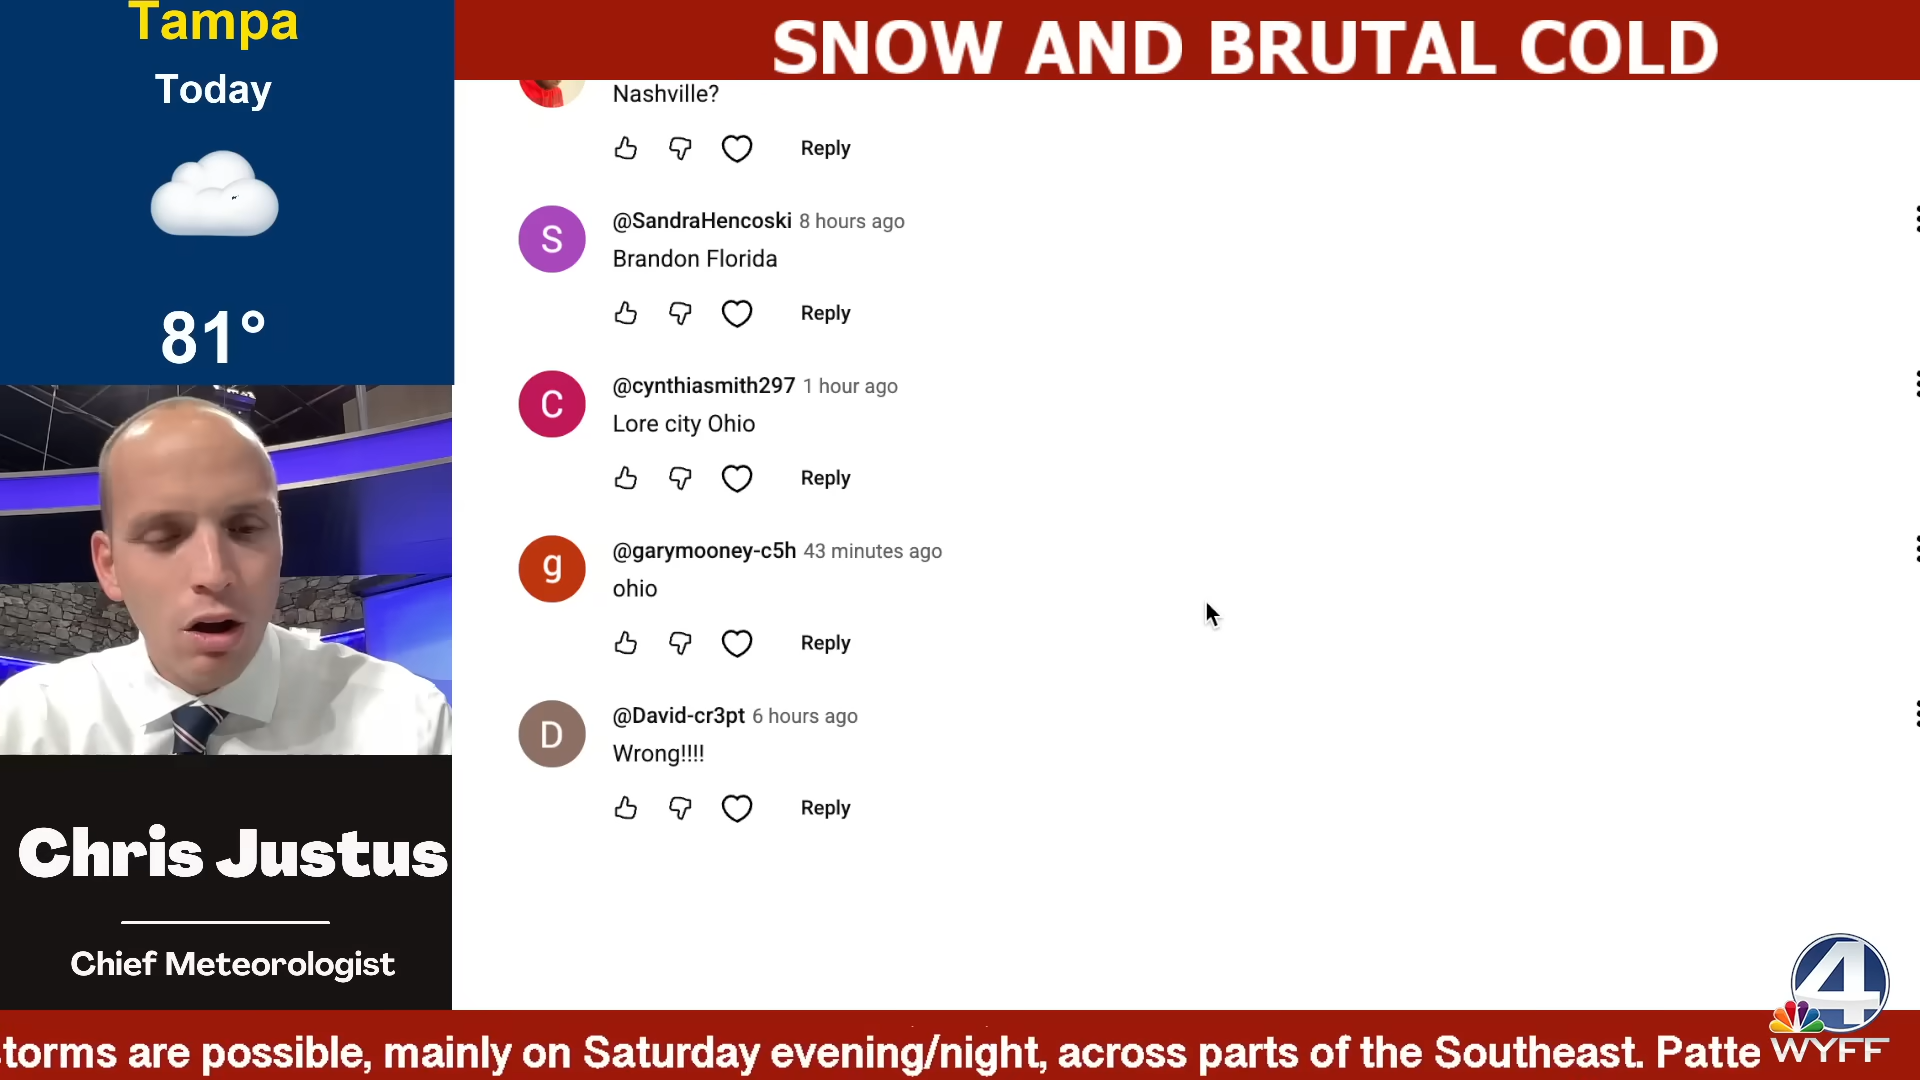 Tampa
Today
81°
SNOW AND BRUTAL COLD
Nashville?
Reply
S
@SandraHencoski 8 hours ago
Brandon Florida
Reply
C
@cynthiasmith297 1 hour ago
Lore city Ohio
Reply
g
@garymooney-c5h 43 minutes ago
ohio
Reply
D
@David-cr3pt 6 hours ago
Wrong!!!!
Reply
Chris Justus
Chief Meteorologist
torms are possible, mainly on Saturday evening/night, across parts of the Southeast. Patte
4
WYFF